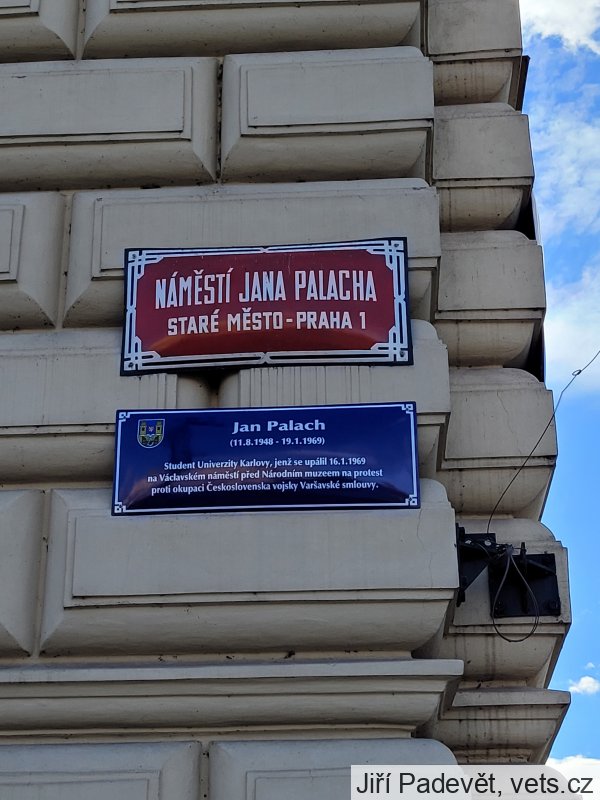 NÁMĚSTÍ JANA PALACHA
STARÉ MĚSTO-PRAHA 1
Jan Palach
(11.8.1948 - 19.1.1969)
Student Univerzity Karlovy, jenž se upálil 16.1.1969
na Václavském náměstí před Národním muzeem na protest
proti okupaci Československa vojsky Varšavské smlouvy.
Jiří Padevět, vets.cz